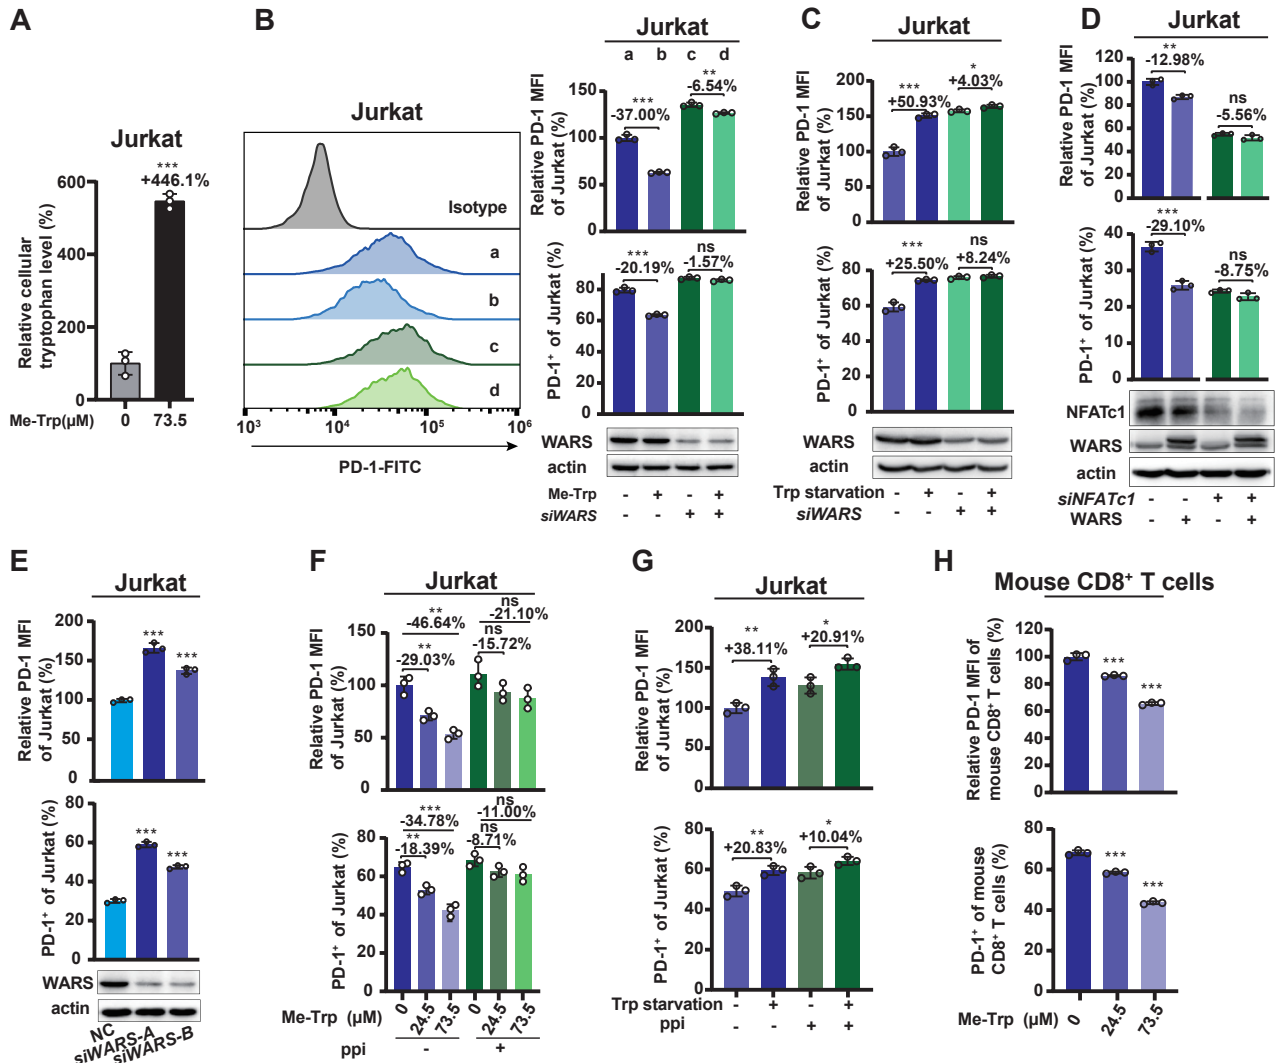 A
Jurkat
***
+446.1%
Relative cellular
tryptophan level (%)
600
400
200
0
Me-Trp(μM)
0
73.5
B
Jurkat
Isotype
a
b
c
d
10³
10⁴
10⁵
10⁶
PD-1-FITC
Jurkat
a b c d
Relative PD-1 MFI
of Jurkat (%)
150
100
50
0
***
-37.00%
**
-6.54%
PD-1⁺ of Jurkat (%)
100
80
60
40
20
0
***
-20.19%
ns
-1.57%
WARS
actin
Me-Trp - + - +
siWARS - - + +
C
Jurkat
Relative PD-1 MFI
of Jurkat (%)
200
150
100
50
0
***
+50.93%
*
+4.03%
PD-1⁺ of Jurkat (%)
80
60
40
20
0
***
+25.50%
ns
+8.24%
WARS
actin
Trp starvation - + - +
siWARS - - + +
D
Jurkat
Relative PD-1 MFI
of Jurkat (%)
120
100
80
60
40
20
0
**
-12.98%
ns
-5.56%
PD-1⁺ of Jurkat (%)
40
30
20
10
0
***
-29.10%
ns
-8.75%
NFATc1
WARS
actin
siNFATc1 - - + +
WARS - + - +
E
Jurkat
Relative PD-1 MFI
of Jurkat (%)
200
150
100
50
0
***
***
PD-1⁺ of Jurkat (%)
80
60
40
20
0
***
***
WARS
actin
NC
siWARS-A
siWARS-B
F
Jurkat
Relative PD-1 MFI
of Jurkat (%)
150
100
50
0
**
-46.64%
**
-29.03%
ns
-21.10%
ns
-15.72%
PD-1⁺ of Jurkat (%)
80
60
40
20
0
***
-34.78%
**
-18.39%
ns
-11.00%
ns
-8.71%
Me-Trp (μM)
0 24.5 73.5 0 24.5 73.5
ppi - +
G
Jurkat
Relative PD-1 MFI
of Jurkat (%)
200
150
100
50
0
**
+38.11%
*
+20.91%
PD-1⁺ of Jurkat (%)
80
60
40
20
0
**
+20.83%
*
+10.04%
Trp starvation - + - +
ppi - - + +
H
Mouse CD8⁺ T cells
Relative PD-1 MFI of
mouse CD8⁺ T cells (%)
120
100
80
60
40
20
0
***
***
PD-1⁺ of mouse
CD8⁺ T cells (%)
80
60
40
20
0
***
***
Me-Trp (μM)
0 24.5 73.5